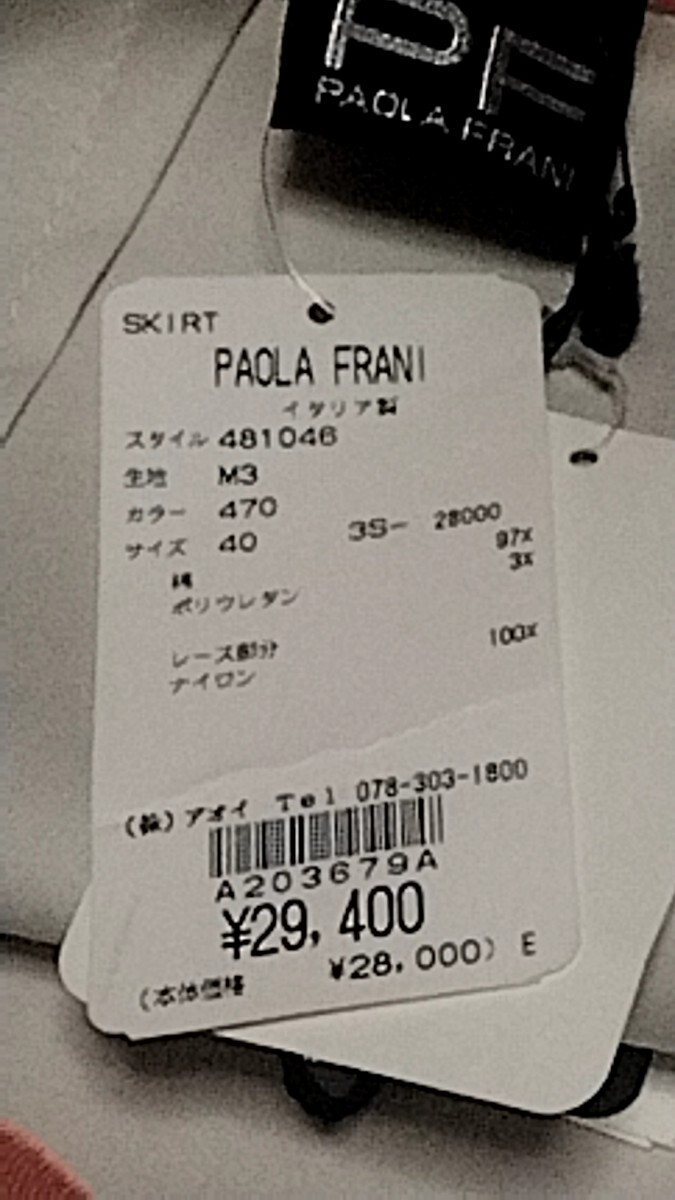 PF
PAOLA FRANI
SKIRT
PAOLA FRANI
イタリア製
スタイル 481046
生地 M3
カラー 470
サイズ 40 3S- 28000
綿 97%
ポリウレタン 3%
レース部分
ナイロン 100%
(株) アオイ Tel 078-303-1800
A203679A
¥29,400
(本体価格 ¥28,000) E